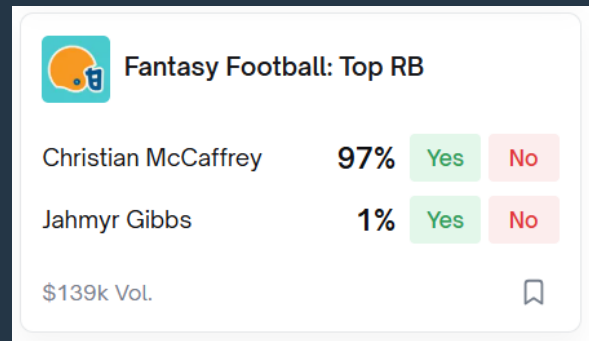 Fantasy Football: Top RB
Christian McCaffrey 97% Yes No
Jahmyr Gibbs 1% Yes No
$139k Vol.